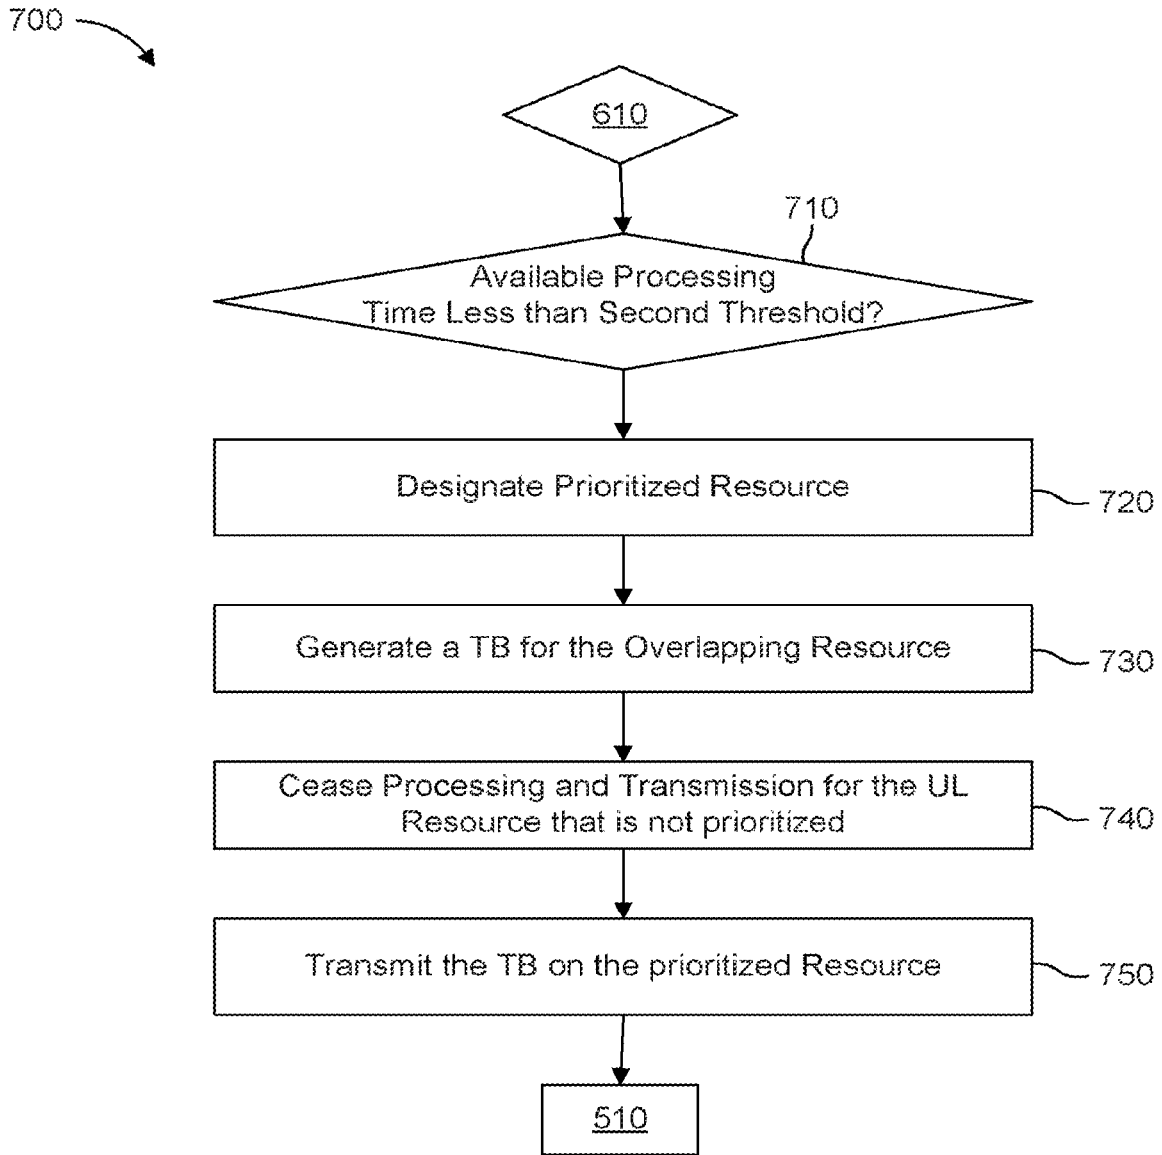 700
610
710
Available Processing
Time Less than Second Threshold?
Designate Prioritized Resource
720
Generate a TB for the Overlapping Resource
730
Cease Processing and Transmission for the UL
Resource that is not prioritized
740
Transmit the TB on the prioritized Resource
750
510